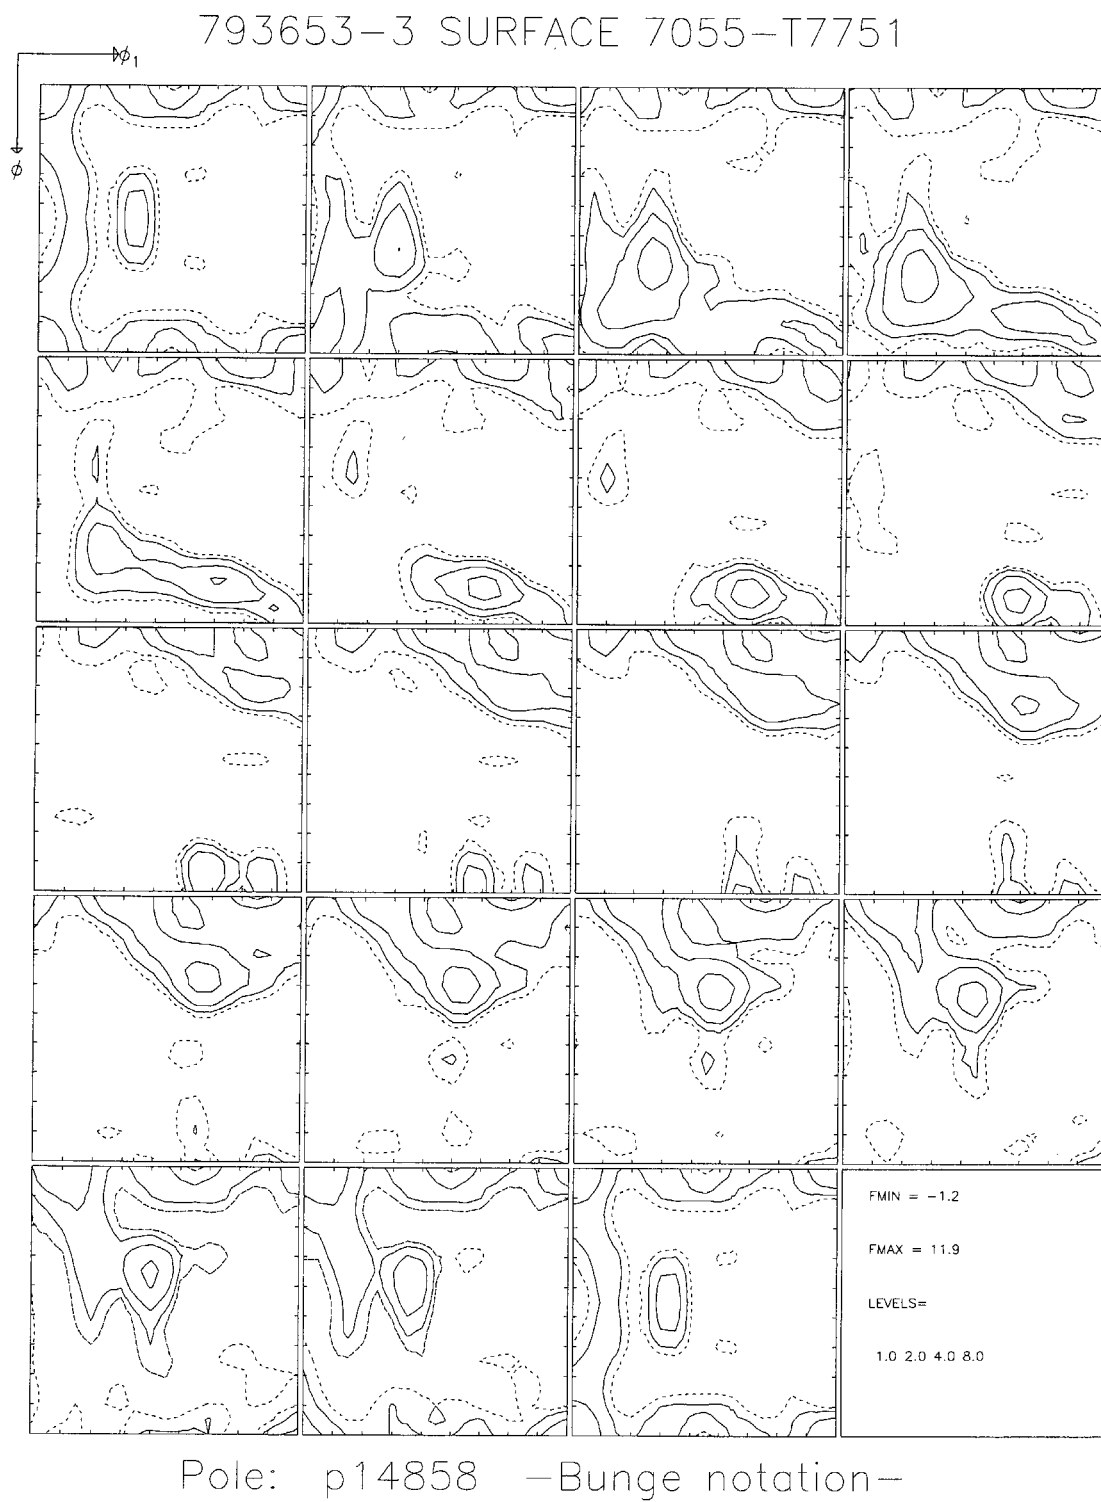 793653-3 SURFACE 7055-T7751
ϕ₁
ϕ
FMIN = -1.2
FMAX = 11.9
LEVELS=
1.0 2.0 4.0 8.0
Pole: p14858 -Bunge notation-